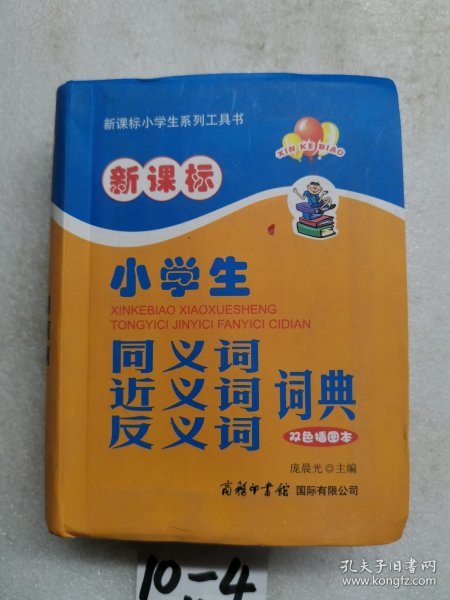 新课标小学生系列工具书
XIN KE BIAO
新课标
小学生
XINKEBIAO XIAOXUESHENG
TONGYICI JINYICI FANYICI CIDIAN
同义词
近义词 词典
反义词
双色插图本
庞晨光◎主编
商务印书馆 国际有限公司
10-4
孔夫子旧书网
www.kongfz.com